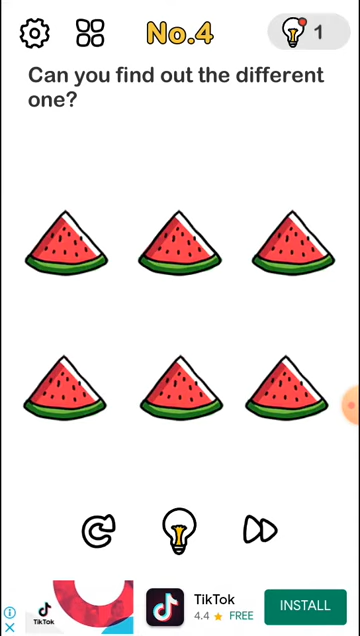 No.4
1
Can you find out the different
one?
TikTok
TikTok
4.4 FREE
INSTALL